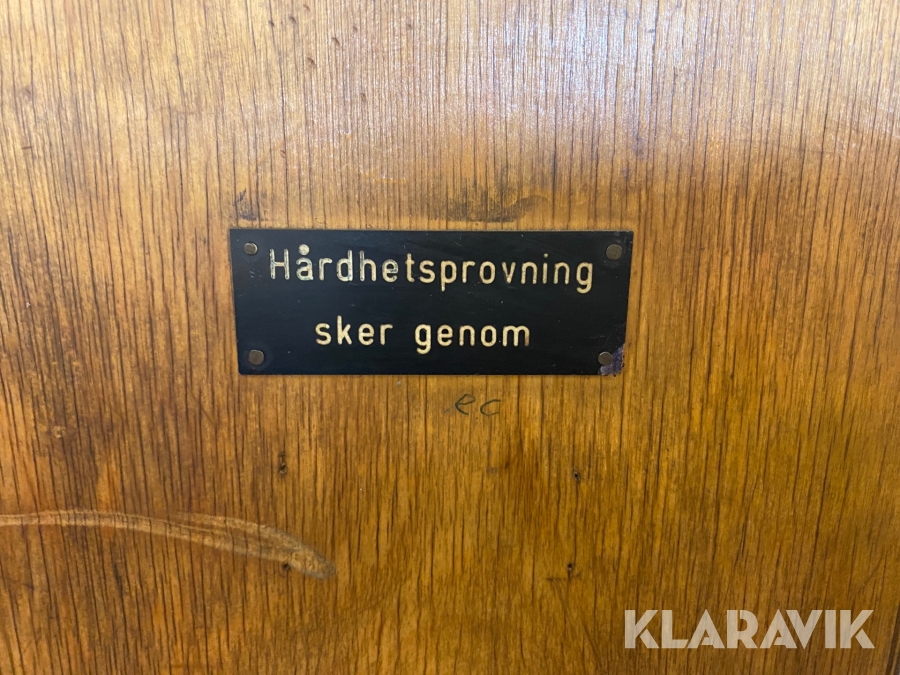 Hårdhetsprovning
sker genom
ec
KLARAVIK